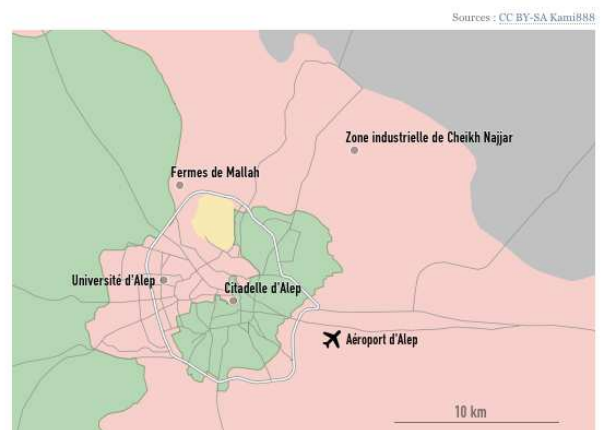 Sources : CC BY-SA Kami888
Zone industrielle de Cheikh Najjar
Fermes de Mallah
Université d'Alep
Citadelle d'Alep
Aéroport d'Alep
10 km